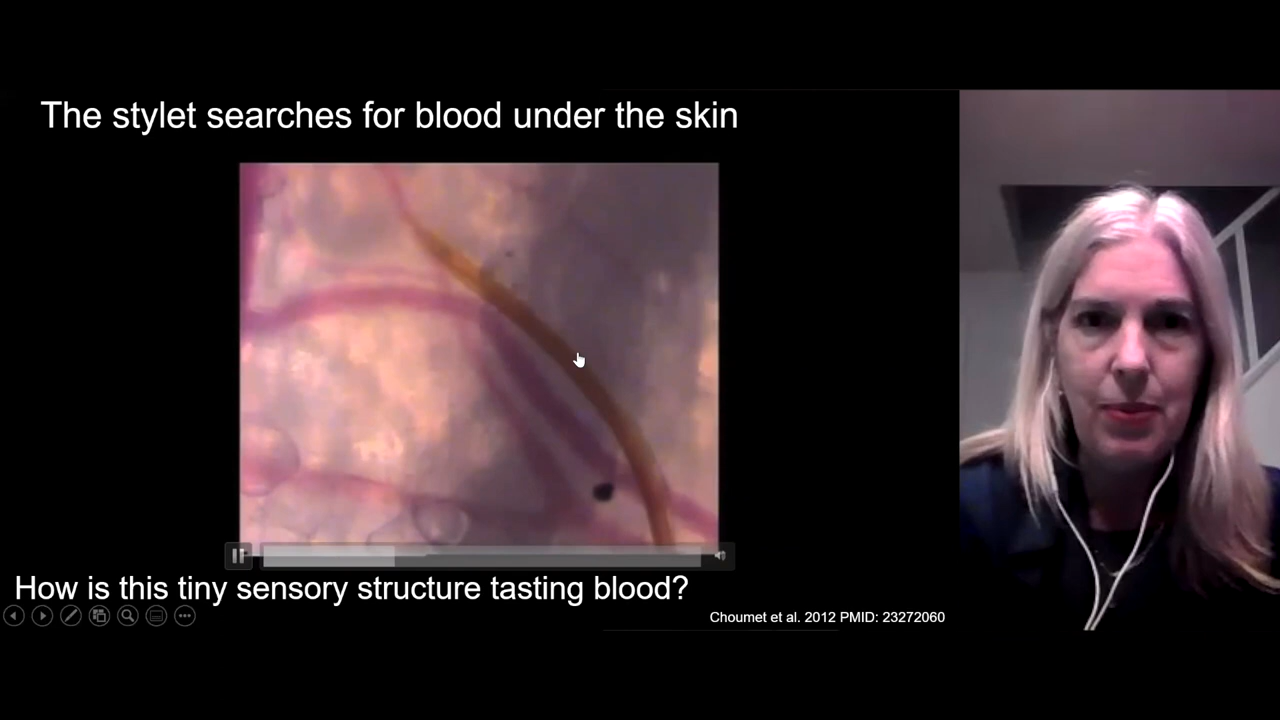 The stylet searches for blood under the skin
How is this tiny sensory structure tasting blood?
Choumet et al. 2012 PMID: 23272060